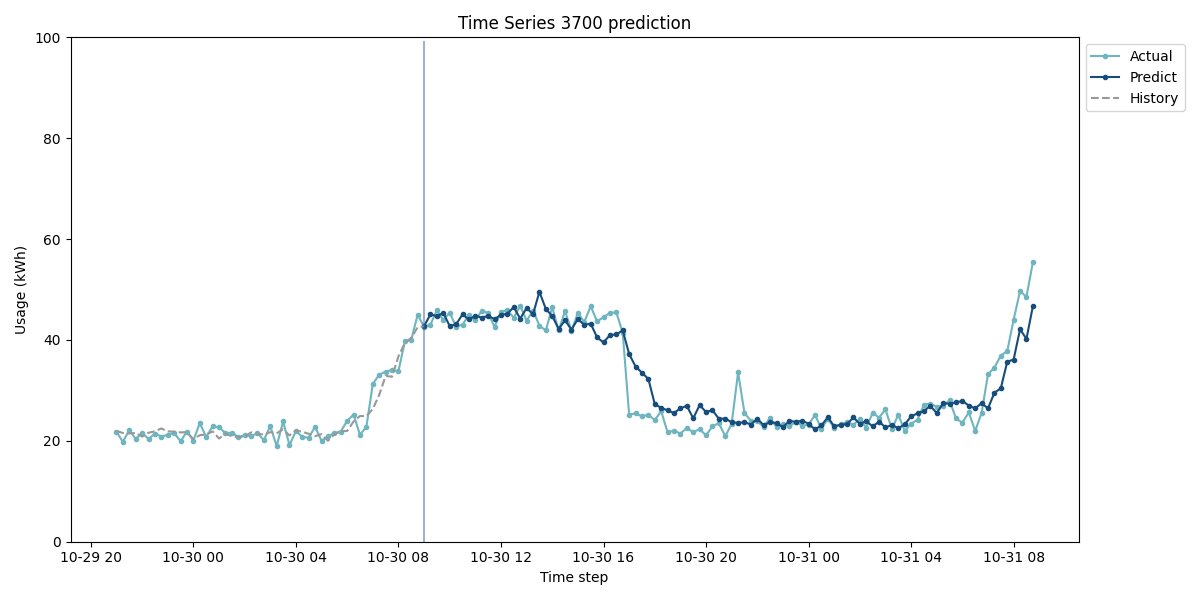 Time Series 3700 prediction
100
80
60
40
20
0
Usage (kWh)
10-29 20
10-30 00
10-30 04
10-30 08
10-30 12
10-30 16
10-30 20
10-31 00
10-31 04
10-31 08
Time step
Actual
Predict
History